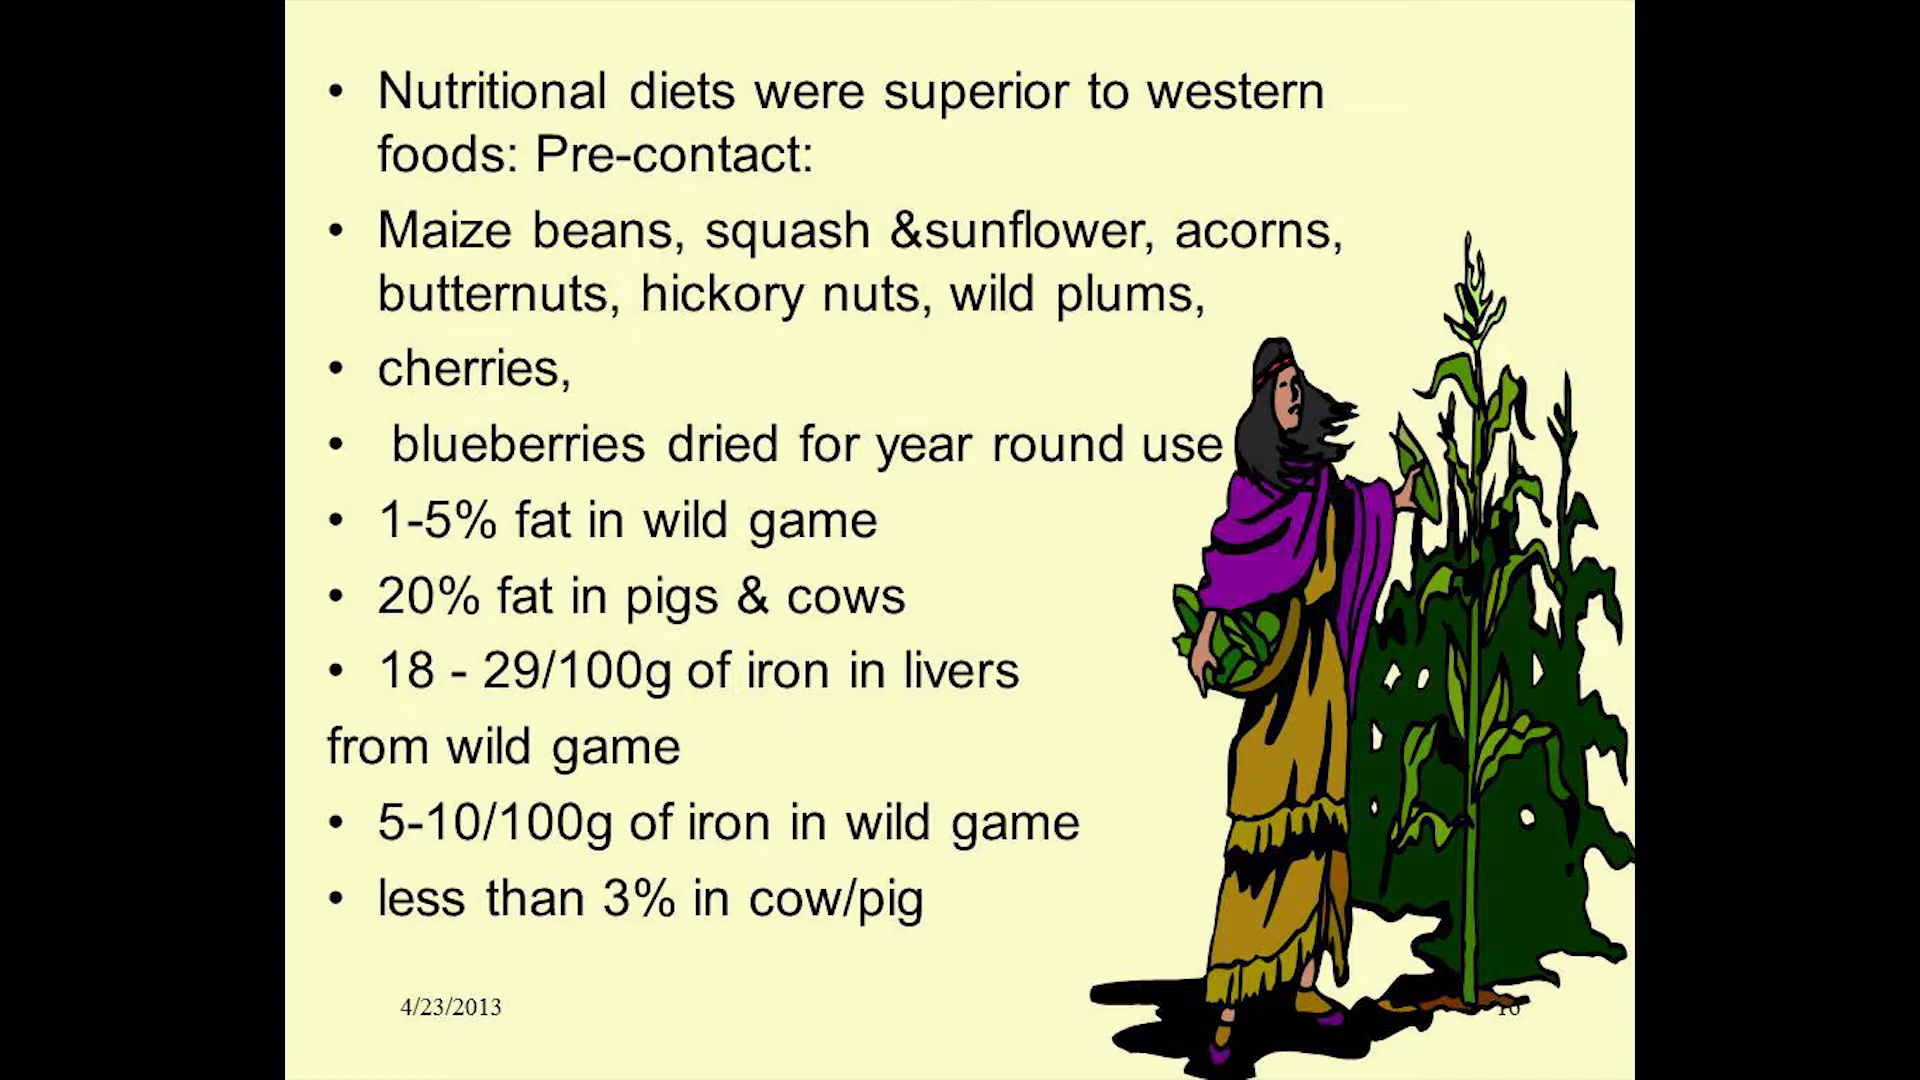 • Nutritional diets were superior to western
foods: Pre-contact:
• Maize beans, squash &sunflower, acorns,
butternuts, hickory nuts, wild plums,
• cherries,
• blueberries dried for year round use
• 1-5% fat in wild game
• 20% fat in pigs & cows
• 18 - 29/100g of iron in livers
from wild game
• 5-10/100g of iron in wild game
• less than 3% in cow/pig
4/23/2013